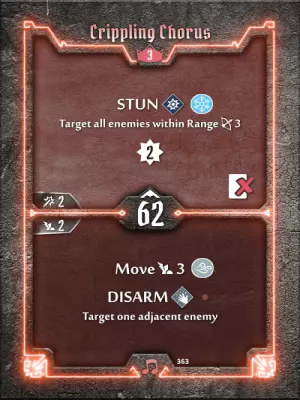 Crippling Chorus
3
STUN
Target all enemies within Range 3
2
2
62
2
Move 3
DISARM
Target one adjacent enemy
363